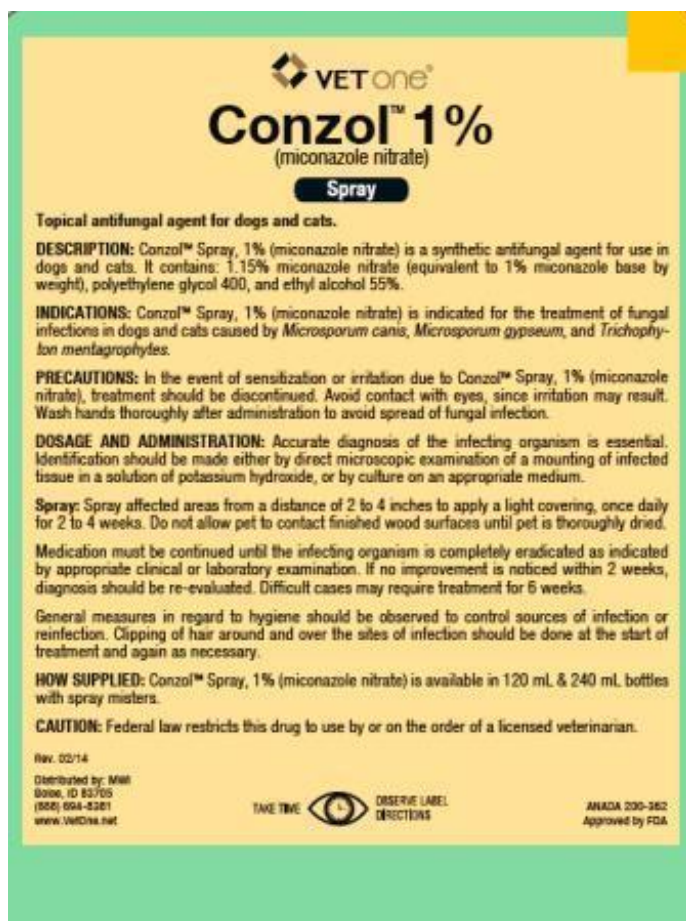 VET one®
Conzol™ 1%
(miconazole nitrate)
Spray
Topical antifungal agent for dogs and cats.
DESCRIPTION: Conzol™ Spray, 1% (miconazole nitrate) is a synthetic antifungal agent for use in
dogs and cats. It contains: 1.15% miconazole nitrate (equivalent to 1% miconazole base by
weight), polyethylene glycol 400, and ethyl alcohol 55%.
INDICATIONS: Conzol™ Spray, 1% (miconazole nitrate) is indicated for the treatment of fungal
infections in dogs and cats caused by Microsporum canis, Microsporum gypseum, and Trichophy-
ton mentagrophytes.
PRECAUTIONS: In the event of sensitization or irritation due to Conzol™ Spray, 1% (miconazole
nitrate), treatment should be discontinued. Avoid contact with eyes, since irritation may result.
Wash hands thoroughly after administration to avoid spread of fungal infection.
DOSAGE AND ADMINISTRATION: Accurate diagnosis of the infecting organism is essential.
Identification should be made either by direct microscopic examination of a mounting of infected
tissue in a solution of potassium hydroxide, or by culture on an appropriate medium.
Spray: Spray affected areas from a distance of 2 to 4 inches to apply a light covering, once daily
for 2 to 4 weeks. Do not allow pet to contact finished wood surfaces until pet is thoroughly dried.
Medication must be continued until the infecting organism is completely eradicated as indicated
by appropriate clinical or laboratory examination. If no improvement is noticed within 2 weeks,
diagnosis should be re-evaluated. Difficult cases may require treatment for 6 weeks.
General measures in regard to hygiene should be observed to control sources of infection or
reinfection. Clipping of hair around and over the sites of infection should be done at the start of
treatment and again as necessary.
HOW SUPPLIED: Conzol™ Spray, 1% (miconazole nitrate) is available in 120 mL & 240 mL bottles
with spray misters.
CAUTION: Federal law restricts this drug to use by or on the order of a licensed veterinarian.
Rev. 02/14
Distributed by: MWI
Boise, ID 83705
(888) 694-8381
www.VetOne.net
TAKE TIME
OBSERVE LABEL
DIRECTIONS
ANADA 200-362
Approved by FDA